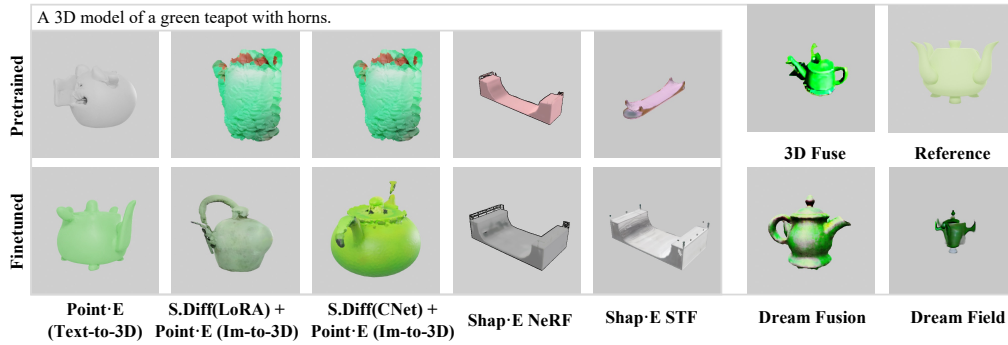 A 3D model of a green teapot with horns.
Pretrained
3D Fuse
Reference
Finetuned
Point·E
(Text-to-3D)
S.Diff(LoRA) +
Point·E (Im-to-3D)
S.Diff(CNet) +
Point·E (Im-to-3D)
Shap·E NeRF
Shap·E STF
Dream Fusion
Dream Field